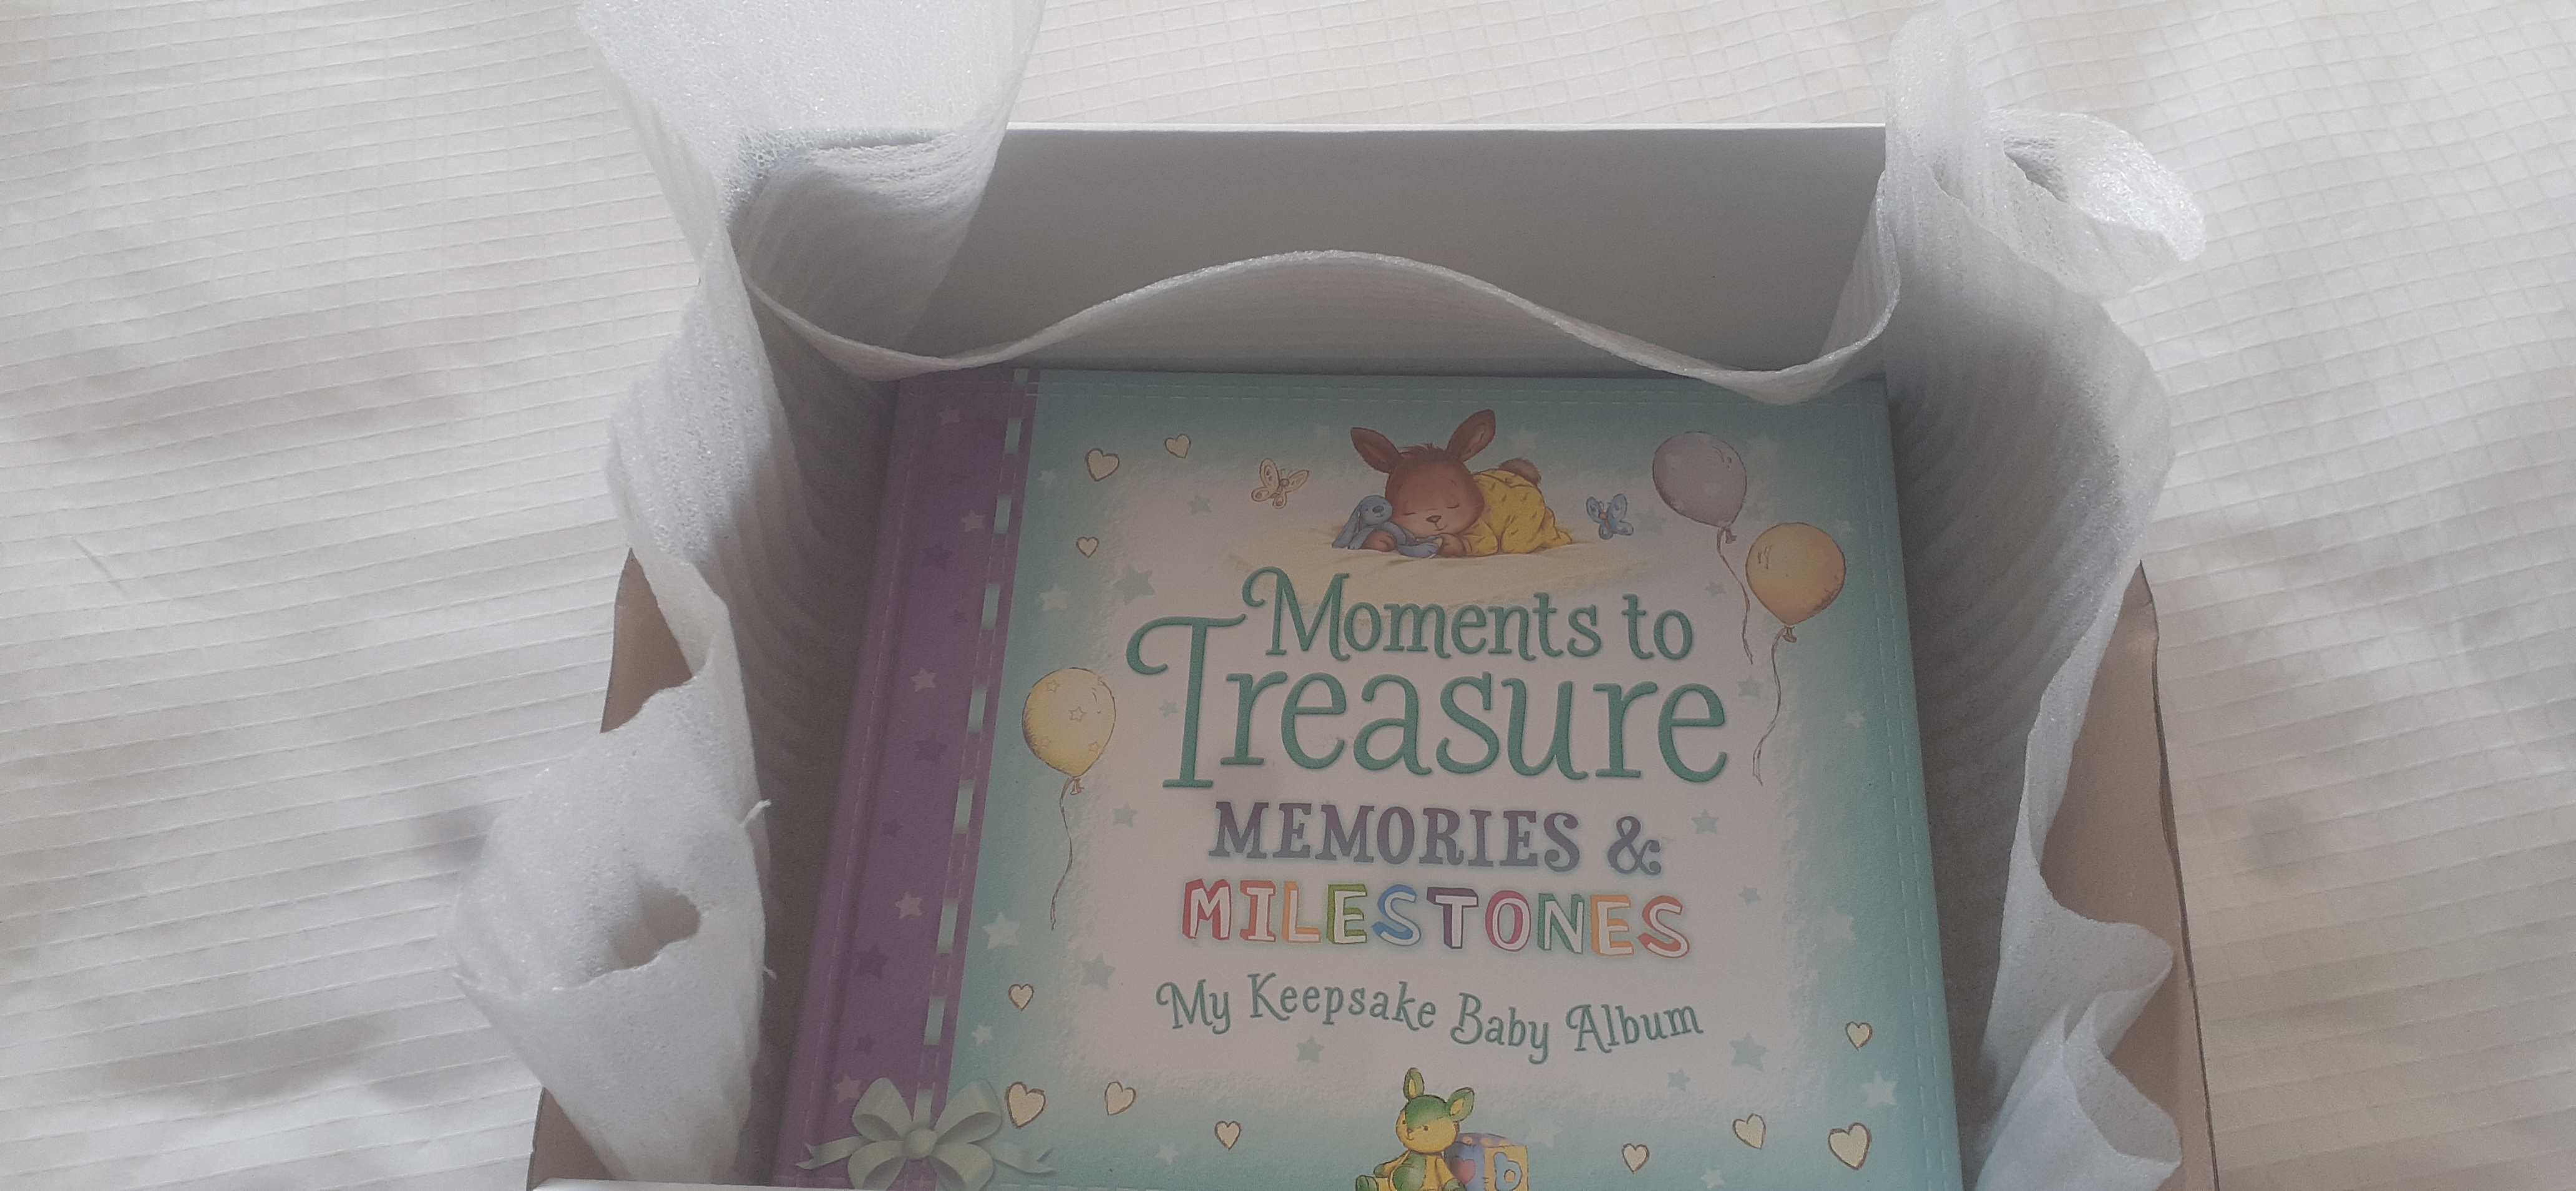 Moments to
Treasure
MEMORIES &
MILESTONES
My Keepsake Baby Album
b